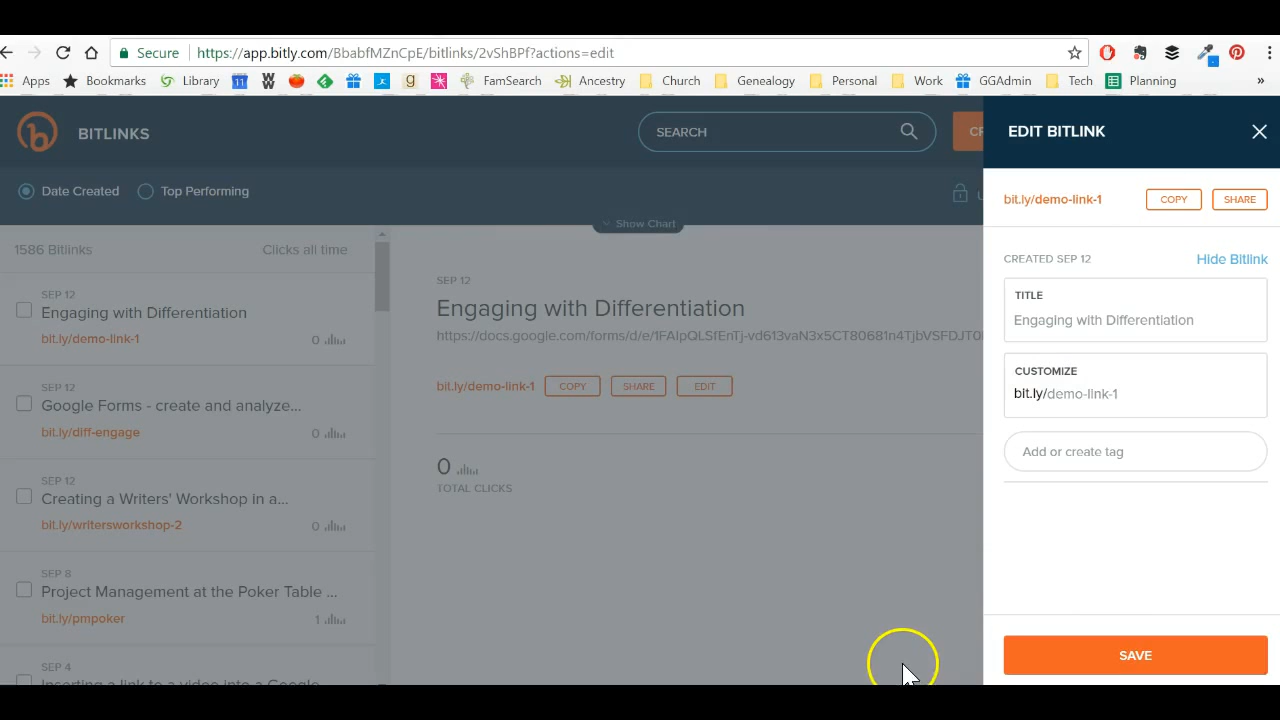 Secure
https://app.bitly.com/BbabfMZnCpE/bitlinks/2vShBPf?actions=edit
Apps Bookmarks Library 11 W g FamSearch Ancestry Church Genealogy Personal Work GGAdmin Tech Planning »
b BITLINKS
SEARCH
CR
EDIT BITLINK
Date Created Top Performing
bit.ly/demo-link-1 COPY SHARE
Show Chart
1586 Bitlinks Clicks all time
CREATED SEP 12 Hide Bitlink
SEP 12
Engaging with Differentiation
bit.ly/demo-link-1 0
SEP 12
Google Forms - create and analyze...
bit.ly/diff-engage 0
SEP 12
Creating a Writers' Workshop in a...
bit.ly/writersworkshop-2 0
SEP 8
Project Management at the Poker Table ...
bit.ly/pmpoker 1
SEP 4
Inserting a link to a video into a Google
SEP 12
Engaging with Differentiation
https://docs.google.com/forms/d/e/1FAIpQLSfEnTj-vd613vaN3x5CT80681n4TjbVSFDJT0
bit.ly/demo-link-1 COPY SHARE EDIT
0
TOTAL CLICKS
TITLE
Engaging with Differentiation
CUSTOMIZE
bit.ly/demo-link-1
Add or create tag
SAVE